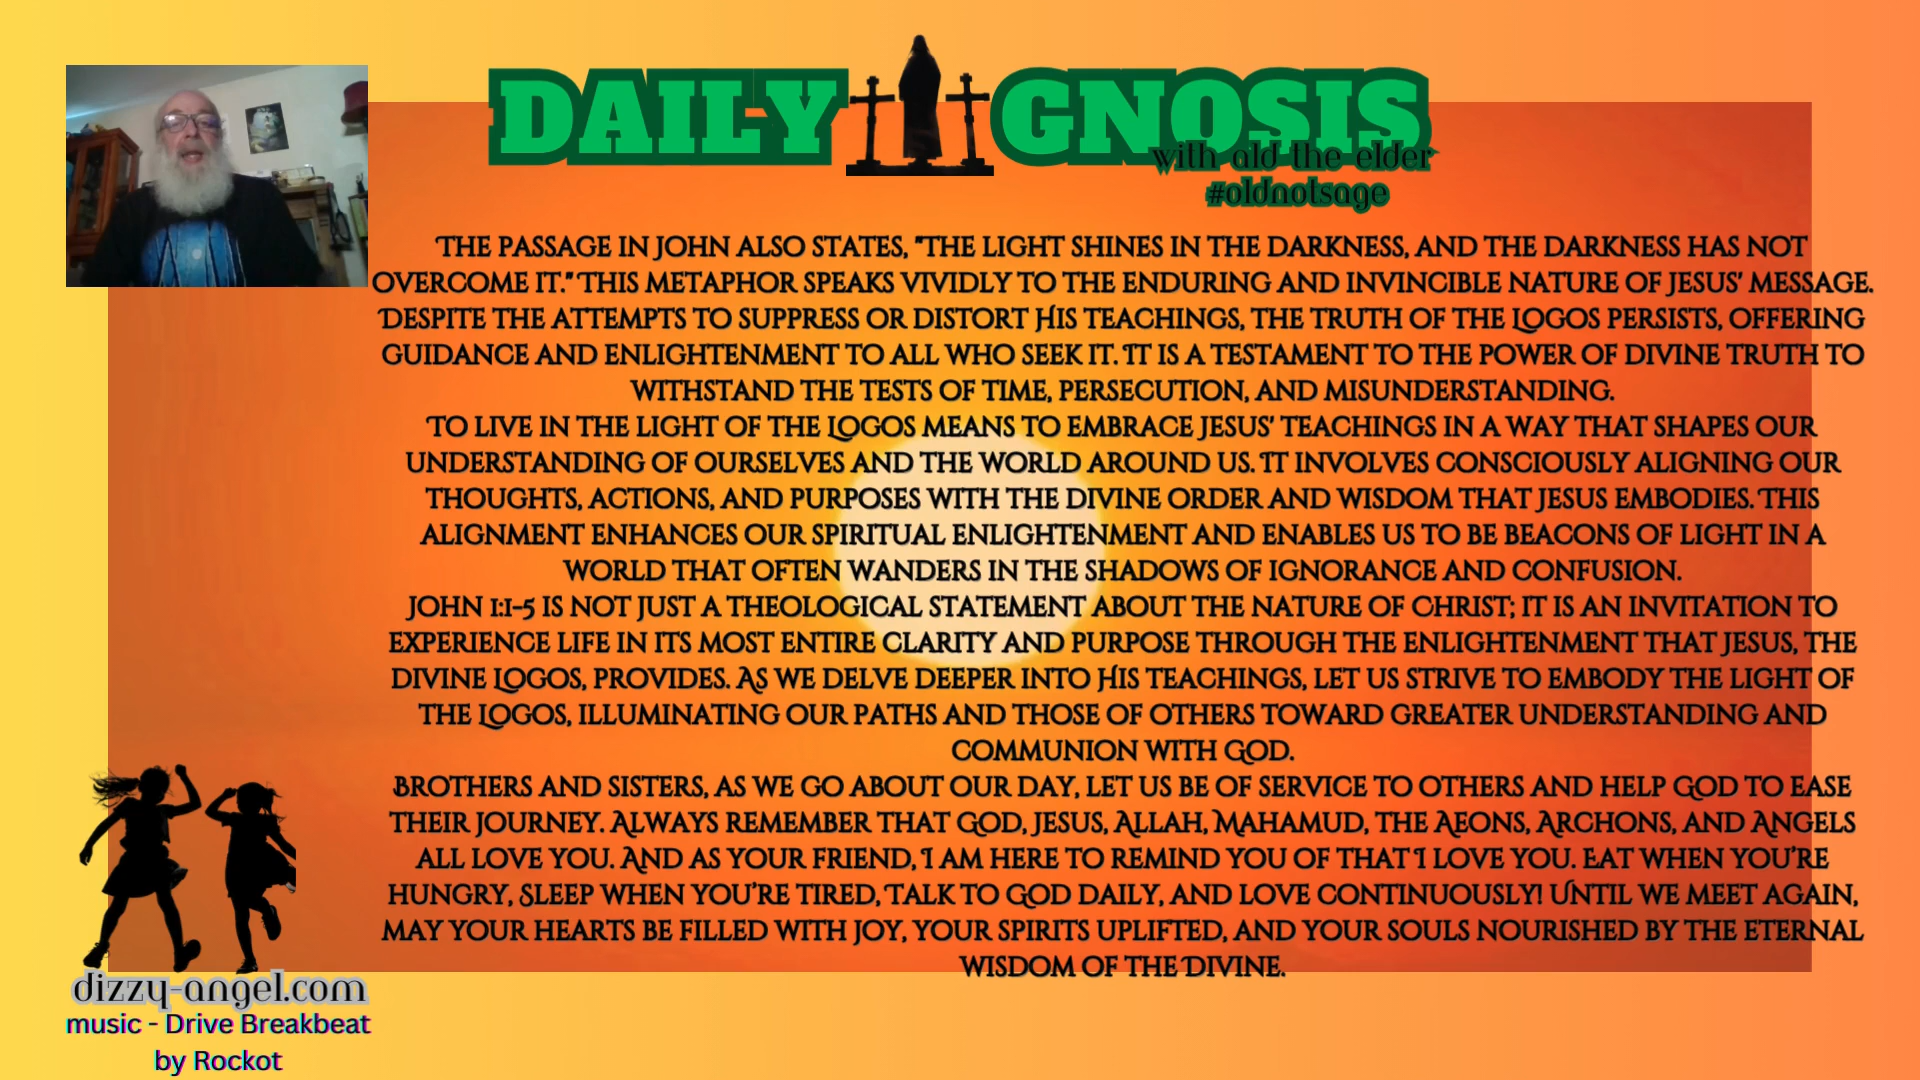 DAILY GNOSIS
with ald the elder
#oldnotsage
THE PASSAGE IN JOHN ALSO STATES, "THE LIGHT SHINES IN THE DARKNESS, AND THE DARKNESS HAS NOT
OVERCOME IT." THIS METAPHOR SPEAKS VIVIDLY TO THE ENDURING AND INVINCIBLE NATURE OF JESUS' MESSAGE.
DESPITE THE ATTEMPTS TO SUPPRESS OR DISTORT HIS TEACHINGS, THE TRUTH OF THE LOGOS PERSISTS, OFFERING
GUIDANCE AND ENLIGHTENMENT TO ALL WHO SEEK IT. IT IS A TESTAMENT TO THE POWER OF DIVINE TRUTH TO
WITHSTAND THE TESTS OF TIME, PERSECUTION, AND MISUNDERSTANDING.
TO LIVE IN THE LIGHT OF THE LOGOS MEANS TO EMBRACE JESUS' TEACHINGS IN A WAY THAT SHAPES OUR
UNDERSTANDING OF OURSELVES AND THE WORLD AROUND US. IT INVOLVES CONSCIOUSLY ALIGNING OUR
THOUGHTS, ACTIONS, AND PURPOSES WITH THE DIVINE ORDER AND WISDOM THAT JESUS EMBODIES. THIS
ALIGNMENT ENHANCES OUR SPIRITUAL ENLIGHTENMENT AND ENABLES US TO BE BEACONS OF LIGHT IN A
WORLD THAT OFTEN WANDERS IN THE SHADOWS OF IGNORANCE AND CONFUSION.
JOHN 1:1-5 IS NOT JUST A THEOLOGICAL STATEMENT ABOUT THE NATURE OF CHRIST; IT IS AN INVITATION TO
EXPERIENCE LIFE IN ITS MOST ENTIRE CLARITY AND PURPOSE THROUGH THE ENLIGHTENMENT THAT JESUS, THE
DIVINE LOGOS, PROVIDES. AS WE DELVE DEEPER INTO HIS TEACHINGS, LET US STRIVE TO EMBODY THE LIGHT OF
THE LOGOS, ILLUMINATING OUR PATHS AND THOSE OF OTHERS TOWARD GREATER UNDERSTANDING AND
COMMUNION WITH GOD.
BROTHERS AND SISTERS, AS WE GO ABOUT OUR DAY, LET US BE OF SERVICE TO OTHERS AND HELP GOD TO EASE
THEIR JOURNEY. ALWAYS REMEMBER THAT GOD, JESUS, ALLAH, MAHAMUD, THE AEONS, ARCHONS, AND ANGELS
ALL LOVE YOU. AND AS YOUR FRIEND, I AM HERE TO REMIND YOU OF THAT I LOVE YOU. EAT WHEN YOU'RE
HUNGRY, SLEEP WHEN YOU'RE TIRED, TALK TO GOD DAILY, AND LOVE CONTINUOUSLY! UNTIL WE MEET AGAIN,
MAY YOUR HEARTS BE FILLED WITH JOY, YOUR SPIRITS UPLIFTED, AND YOUR SOULS NOURISHED BY THE ETERNAL
WISDOM OF THE DIVINE.
dizzy-angel.com
music - Drive Breakbeat
by Rockot